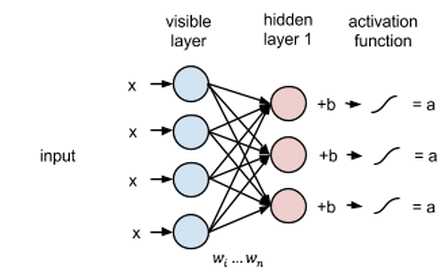 visible layer
hidden layer 1
activation function
x
+b = a
x
input
+b = a
x
+b = a
x
wᵢ ... wₙ